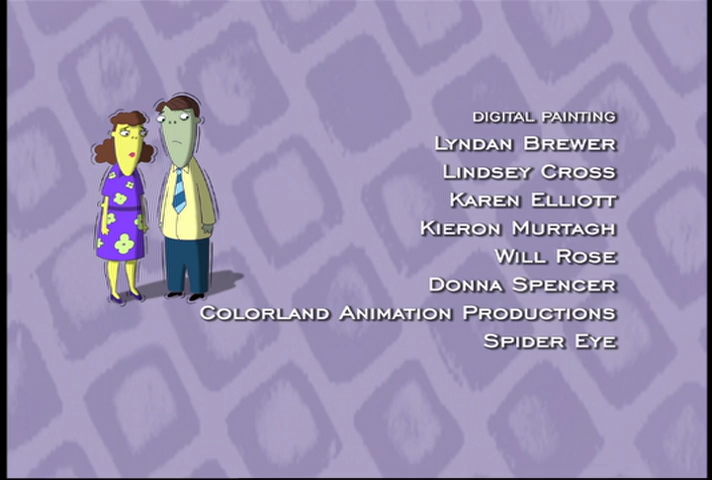 DIGITAL PAINTING
LYNDAN BREWER
LINDSEY CROSS
KAREN ELLIOTT
KIERON MURTAGH
WILL ROSE
DONNA SPENCER
COLORLAND ANIMATION PRODUCTIONS
SPIDER EYE